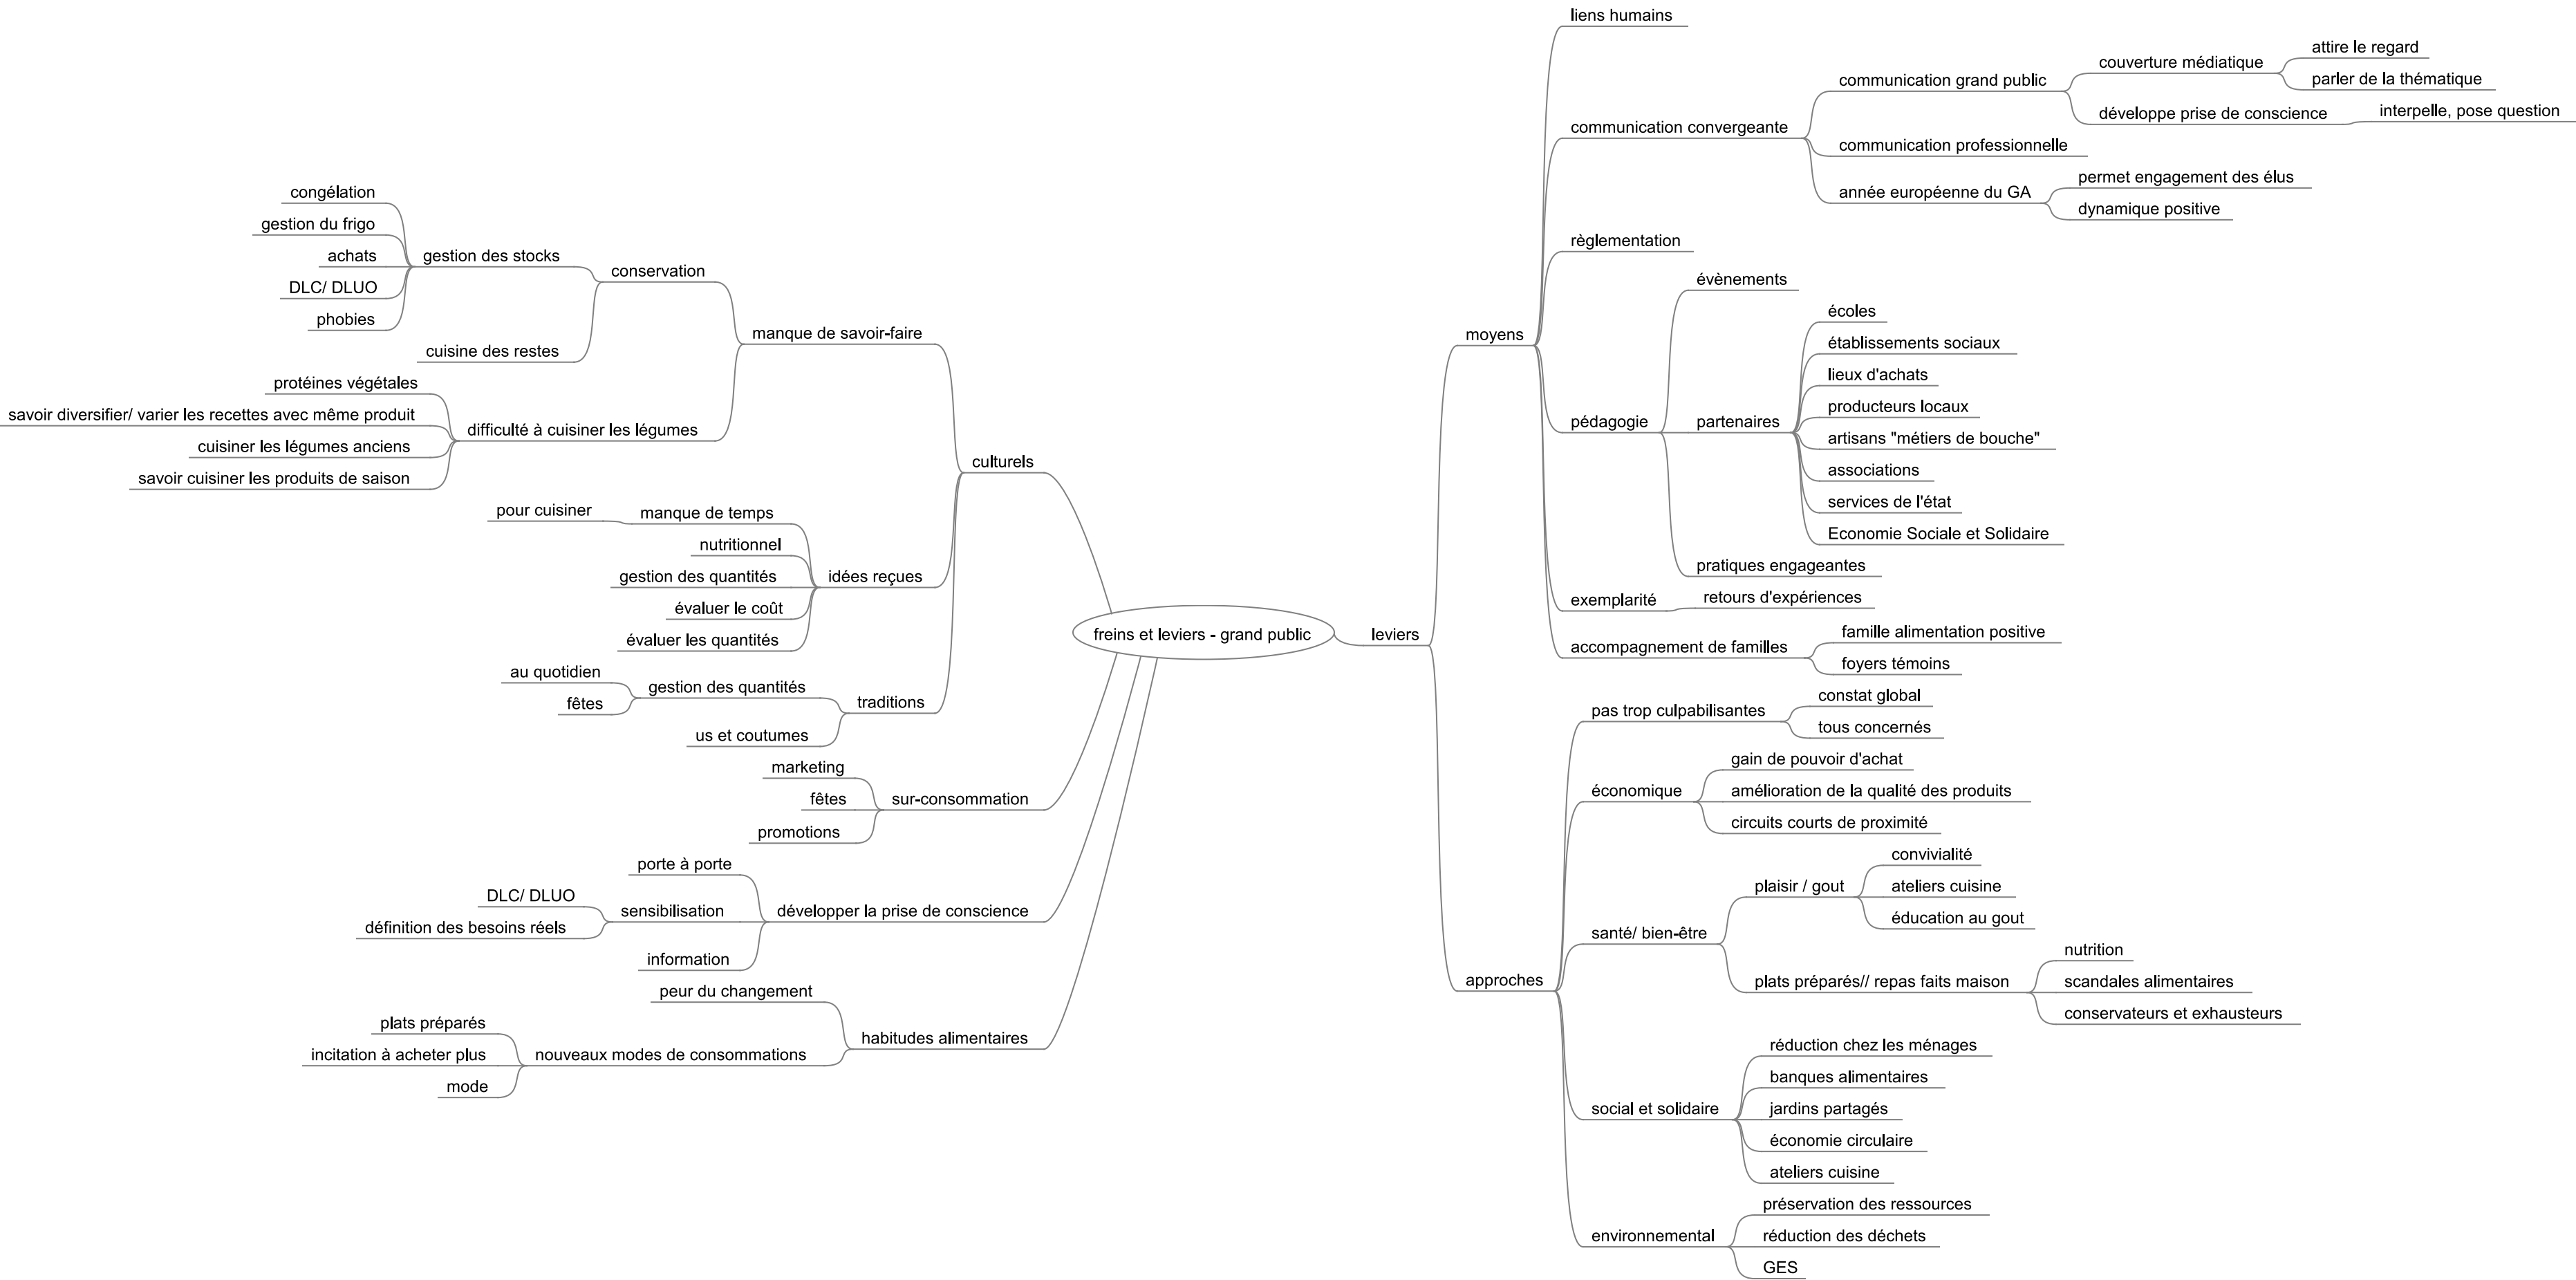 freins et leviers - grand public
culturels
manque de savoir-faire
conservation
gestion des stocks
congélation
gestion du frigo
achats
DLC/ DLUO
phobies
cuisine des restes
difficulté à cuisiner les légumes
protéines végétales
savoir diversifier/ varier les recettes avec même produit
cuisiner les légumes anciens
savoir cuisiner les produits de saison
idées reçues
manque de temps
pour cuisiner
nutritionnel
gestion des quantités
évaluer le coût
évaluer les quantités
traditions
gestion des quantités
au quotidien
fêtes
us et coutumes
sur-consommation
marketing
fêtes
promotions
développer la prise de conscience
porte à porte
sensibilisation
DLC/ DLUO
définition des besoins réels
information
habitudes alimentaires
peur du changement
nouveaux modes de consommations
plats préparés
incitation à acheter plus
mode
leviers
moyens
liens humains
communication convergeante
communication grand public
couverture médiatique
attire le regard
parler de la thématique
développe prise de conscience
interpelle, pose question
communication professionnelle
année européenne du GA
permet engagement des élus
dynamique positive
règlementation
pédagogie
évènements
partenaires
écoles
établissements sociaux
lieux d'achats
producteurs locaux
artisans "métiers de bouche"
associations
services de l'état
Economie Sociale et Solidaire
pratiques engageantes
exemplarité
retours d'expériences
accompagnement de familles
famille alimentation positive
foyers témoins
approches
pas trop culpabilisantes
constat global
tous concernés
économique
gain de pouvoir d'achat
amélioration de la qualité des produits
circuits courts de proximité
santé/ bien-être
plaisir / gout
convivialité
ateliers cuisine
éducation au gout
plats préparés// repas faits maison
nutrition
scandales alimentaires
conservateurs et exhausteurs
social et solidaire
réduction chez les ménages
banques alimentaires
jardins partagés
économie circulaire
ateliers cuisine
environnemental
préservation des ressources
réduction des déchets
GES